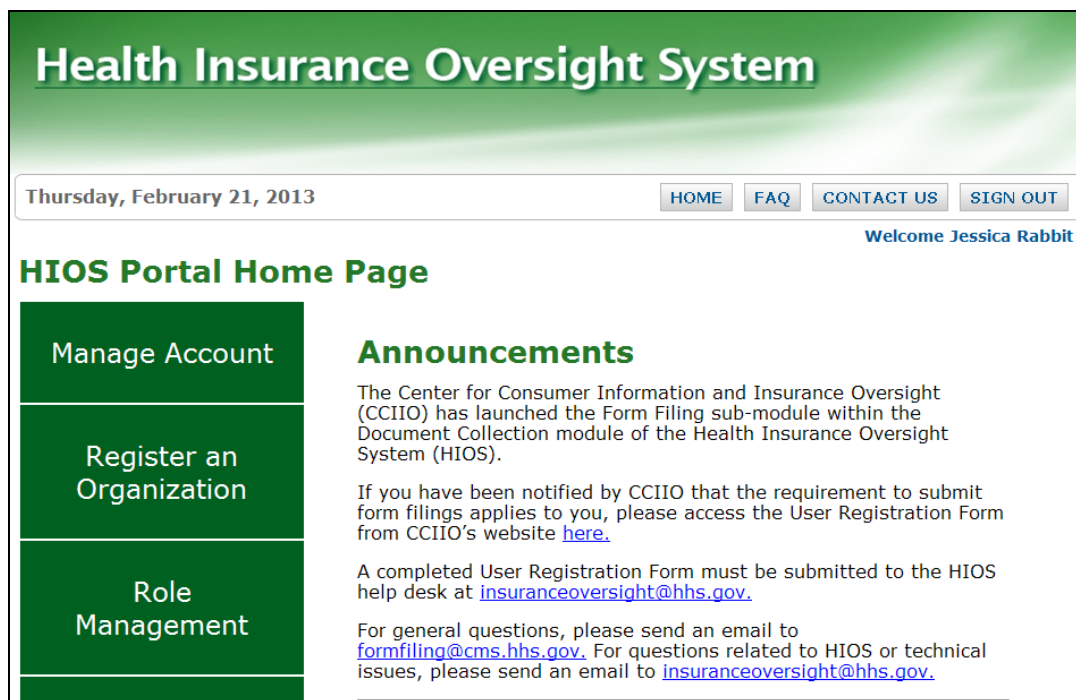 Health Insurance Oversight System
Thursday, February 21, 2013
HOME
FAQ
CONTACT US
SIGN OUT
Welcome Jessica Rabbit
HIOS Portal Home Page
Manage Account
Register an
Organization
Role
Management
Announcements
The Center for Consumer Information and Insurance Oversight
(CCIIO) has launched the Form Filing sub-module within the
Document Collection module of the Health Insurance Oversight
System (HIOS).
If you have been notified by CCIIO that the requirement to submit
form filings applies to you, please access the User Registration Form
from CCIIO’s website here.
A completed User Registration Form must be submitted to the HIOS
help desk at insuranceoversight@hhs.gov.
For general questions, please send an email to
formfiling@cms.hhs.gov. For questions related to HIOS or technical
issues, please send an email to insuranceoversight@hhs.gov.